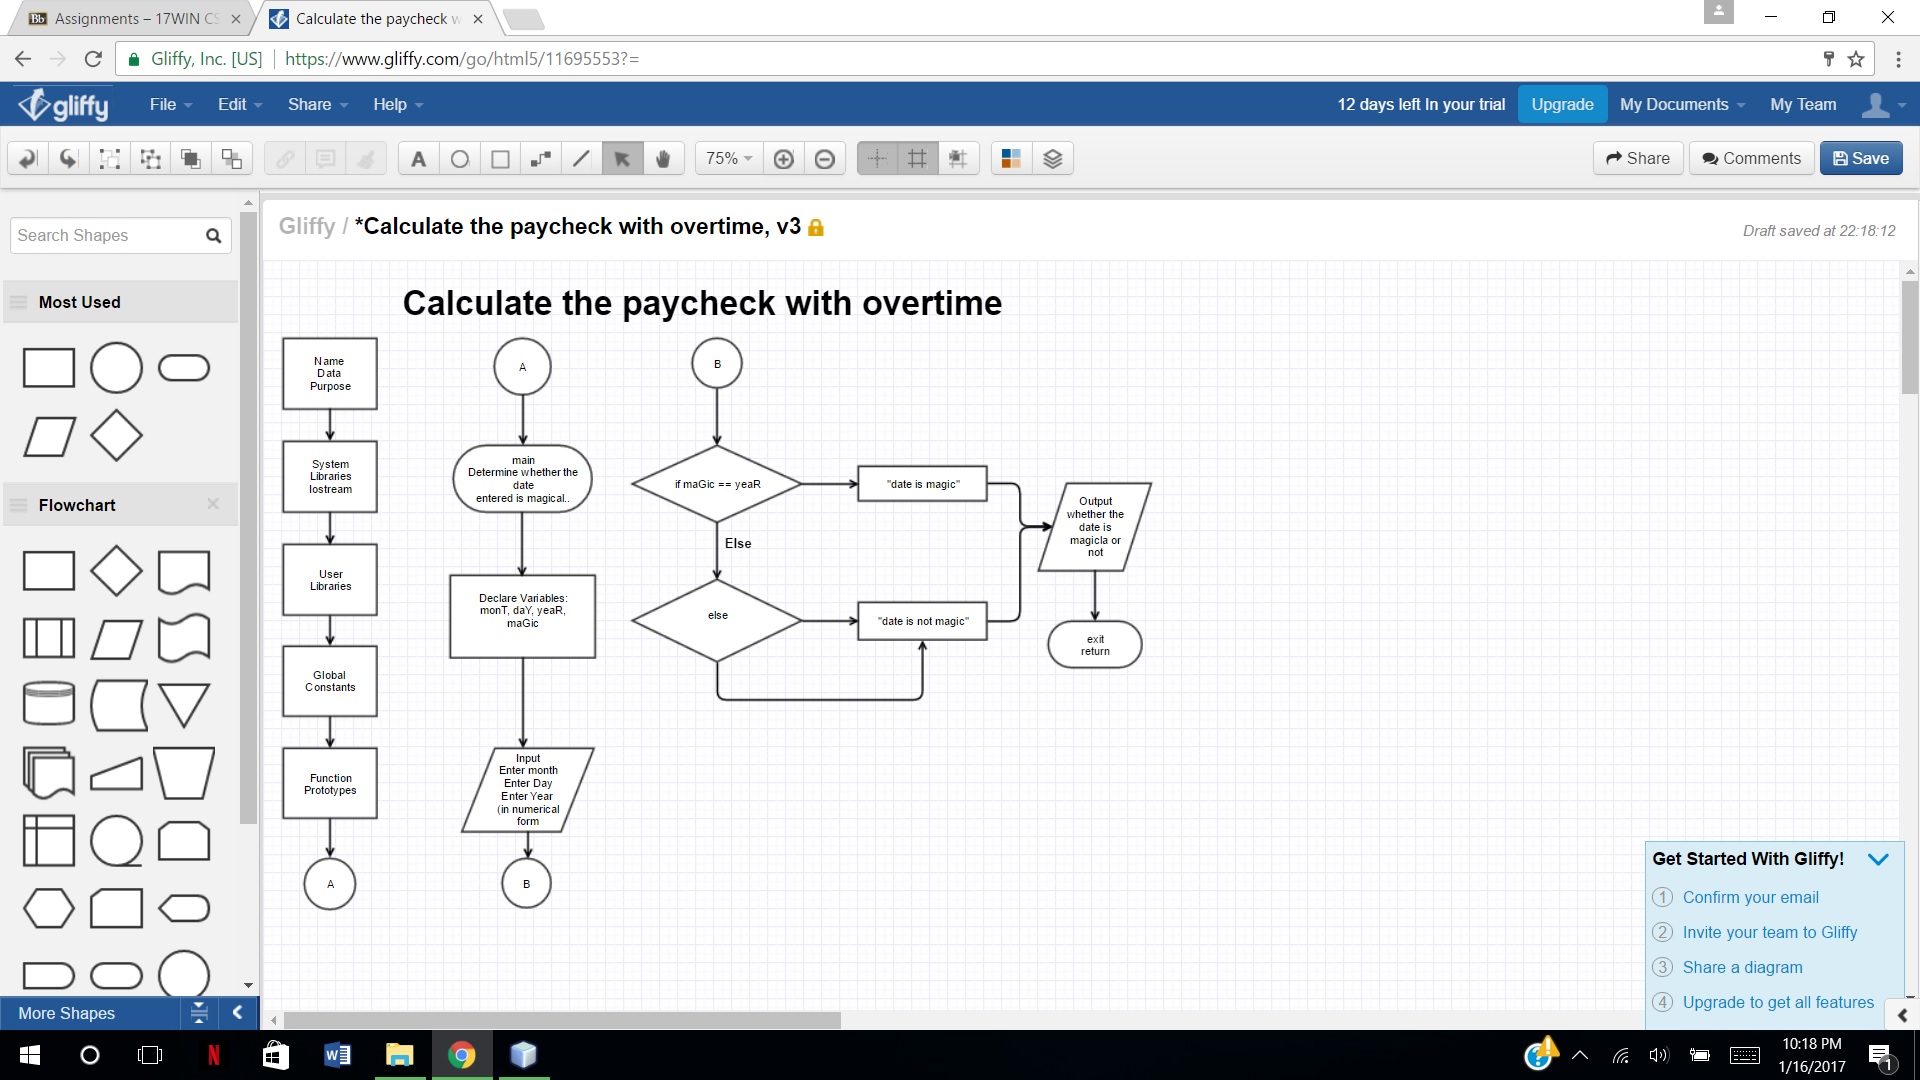 Bb Assignments – 17WIN CS
Calculate the paycheck w
Gliffy, Inc. [US] https://www.gliffy.com/go/html5/11695553?=
gliffy File Edit Share Help 12 days left In your trial Upgrade My Documents My Team
A 75% Share Comments Save
Search Shapes
Gliffy / *Calculate the paycheck with overtime, v3
Draft saved at 22:18:12
Most Used
Flowchart
More Shapes
Calculate the paycheck with overtime
Name
Data
Purpose
System
Libraries
Iostream
User
Libraries
Global
Constants
Function
Prototypes
A
A
main
Determine whether the
date
entered is magical..
Declare Variables:
monT, daY, yeaR,
maGic
Input
Enter month
Enter Day
Enter Year
(in numerical
form
B
B
if maGic == yeaR
Else
else
"date is magic"
"date is not magic"
Output
whether the
date is
magicla or
not
exit
return
Get Started With Gliffy!
1 Confirm your email
2 Invite your team to Gliffy
3 Share a diagram
4 Upgrade to get all features
10:18 PM
1/16/2017
1